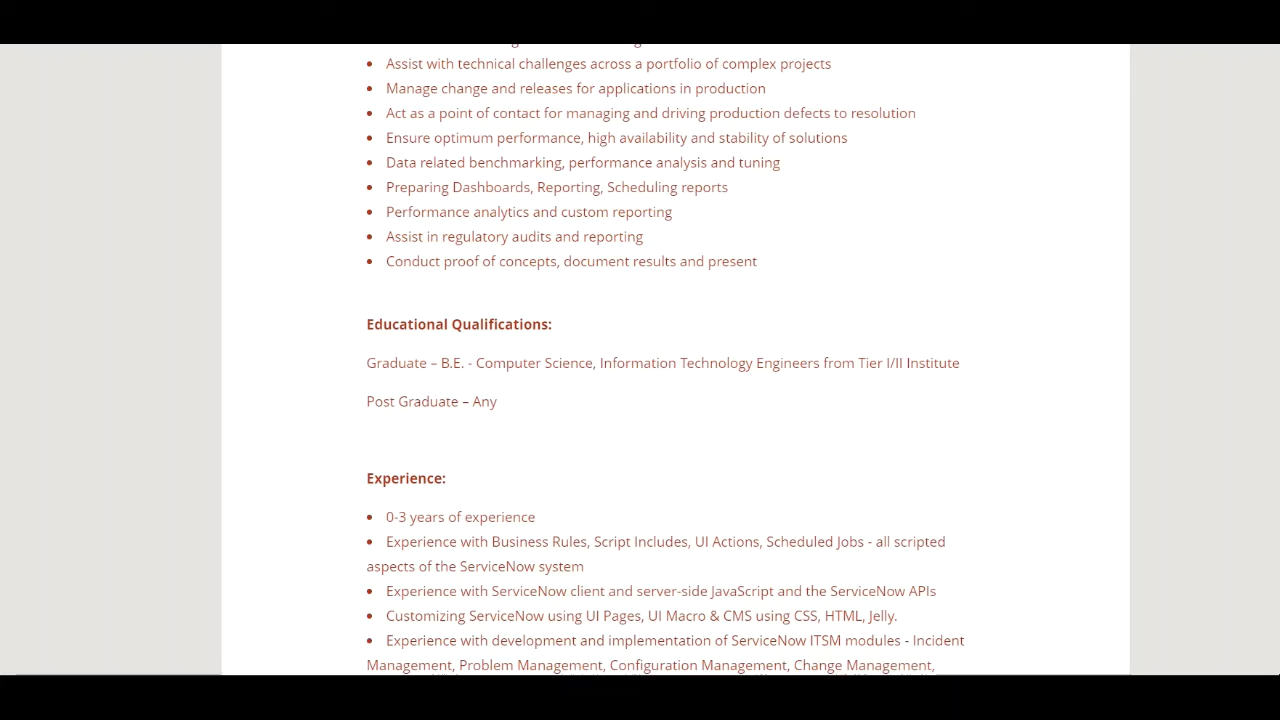 • Assist with technical challenges across a portfolio of complex projects
• Manage change and releases for applications in production
• Act as a point of contact for managing and driving production defects to resolution
• Ensure optimum performance, high availability and stability of solutions
• Data related benchmarking, performance analysis and tuning
• Preparing Dashboards, Reporting, Scheduling reports
• Performance analytics and custom reporting
• Assist in regulatory audits and reporting
• Conduct proof of concepts, document results and present
Educational Qualifications:
Graduate – B.E. - Computer Science, Information Technology Engineers from Tier I/II Institute
Post Graduate – Any
Experience:
• 0-3 years of experience
• Experience with Business Rules, Script Includes, UI Actions, Scheduled Jobs - all scripted
aspects of the ServiceNow system
• Experience with ServiceNow client and server-side JavaScript and the ServiceNow APIs
• Customizing ServiceNow using UI Pages, UI Macro & CMS using CSS, HTML, Jelly.
• Experience with development and implementation of ServiceNow ITSM modules - Incident
Management, Problem Management, Configuration Management, Change Management,